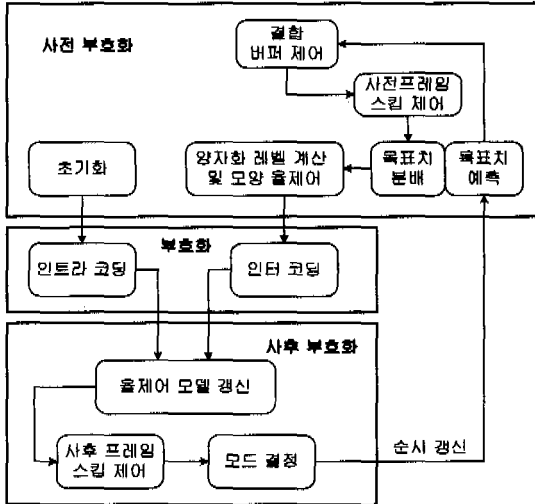 사전 부호화
결합
버퍼 제어
사전프레임
스킵 제어
초기화
양자화 레벨 계산
및 모양 율제어
목표치
분배
목표치
예측
부호화
인트라 코딩
인터 코딩
사후 부호화
율제어 모델 갱신
사후 프레임
스킵 제어
모드 결정
순시 갱신